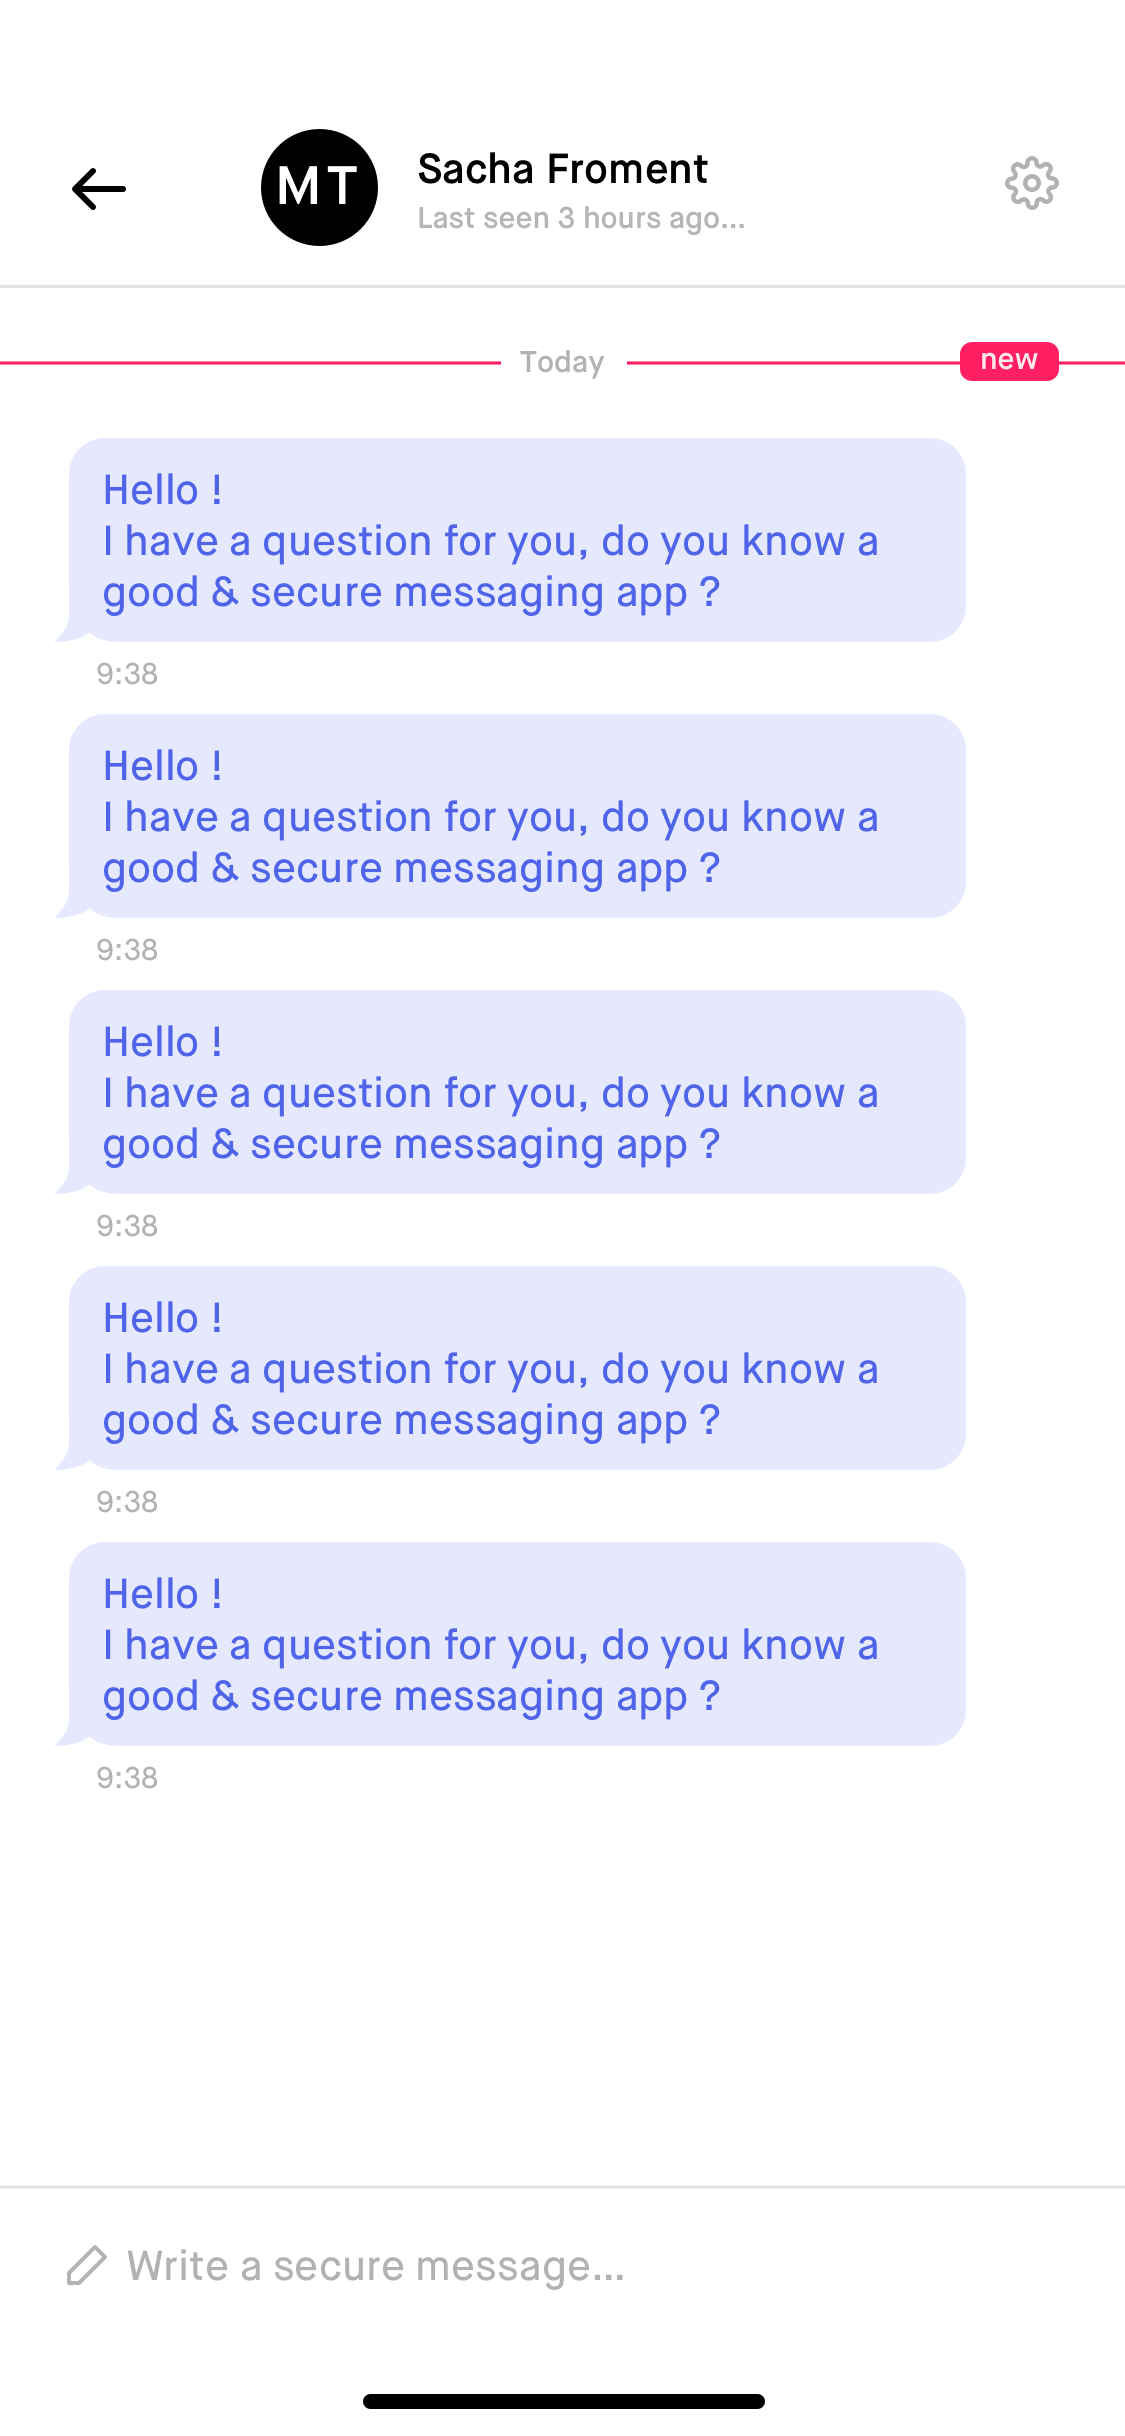 MT
Sacha Froment
Last seen 3 hours ago...
Today
new
Hello !
I have a question for you, do you know a
good & secure messaging app ?
9:38
Hello !
I have a question for you, do you know a
good & secure messaging app ?
9:38
Hello !
I have a question for you, do you know a
good & secure messaging app ?
9:38
Hello !
I have a question for you, do you know a
good & secure messaging app ?
9:38
Hello !
I have a question for you, do you know a
good & secure messaging app ?
9:38
Write a secure message...